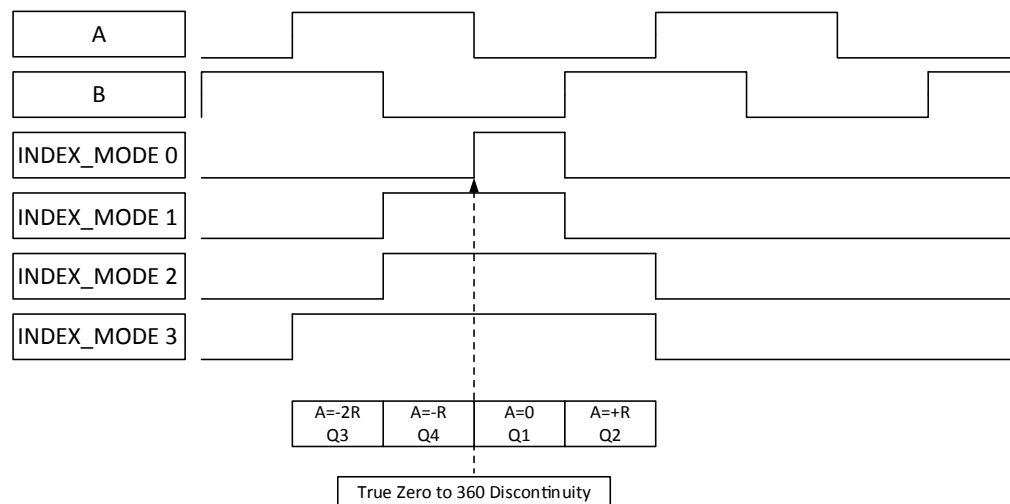 A
B
INDEX_MODE 0
INDEX_MODE 1
INDEX_MODE 2
INDEX_MODE 3
A=-2R A=-R A=0 A=+R
Q3 Q4 Q1 Q2
True Zero to 360 Discontinuity